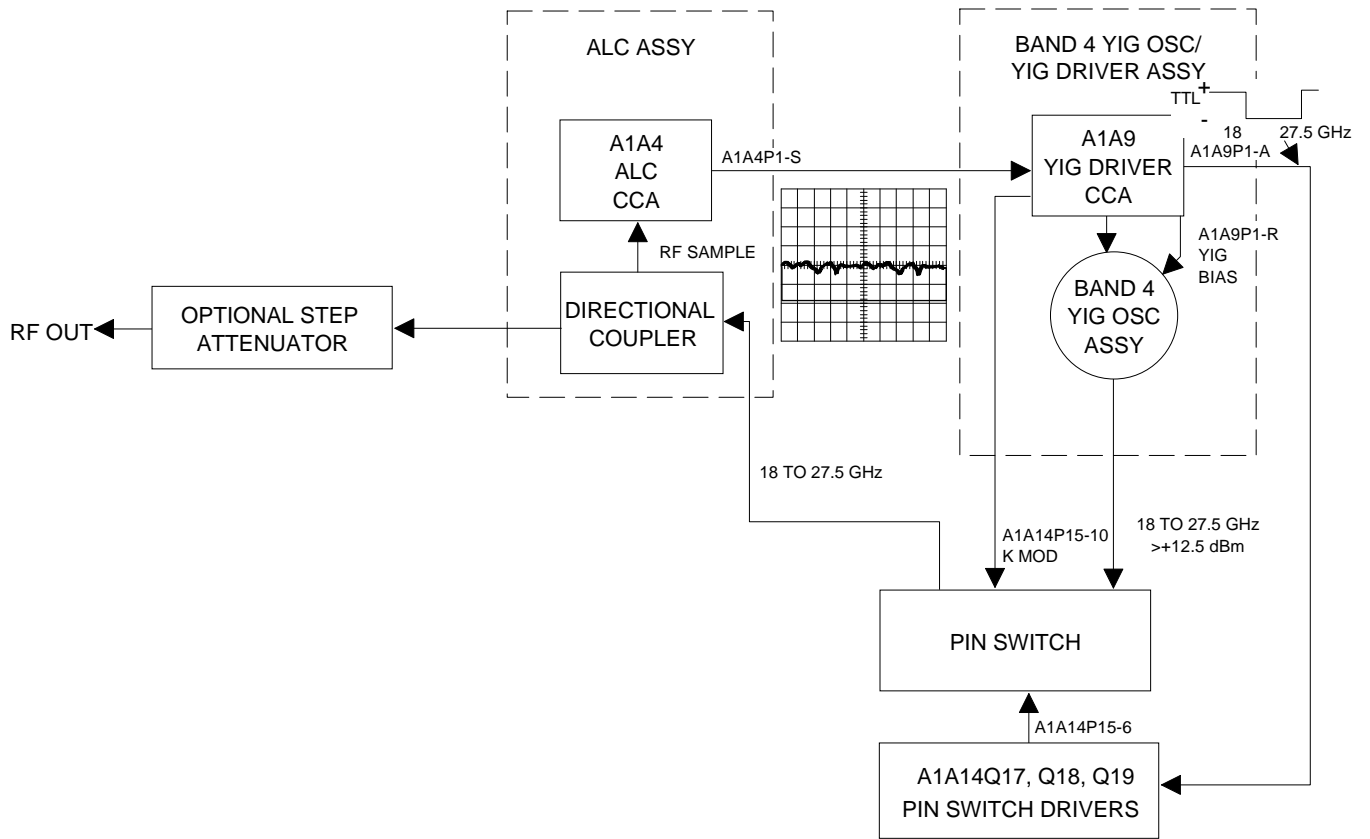 ALC ASSY
BAND 4 YIG OSC/
YIG DRIVER ASSY
TTL
+
-
18 27.5 GHz
A1A4
ALC
CCA
A1A4P1-S
A1A9
YIG DRIVER
CCA
A1A9P1-A
RF SAMPLE
A1A9P1-R
YIG
BIAS
RF OUT
OPTIONAL STEP
ATTENUATOR
DIRECTIONAL
COUPLER
BAND 4
YIG OSC
ASSY
18 TO 27.5 GHz
A1A14P15-10
K MOD
18 TO 27.5 GHz
>+12.5 dBm
PIN SWITCH
A1A14P15-6
A1A14Q17, Q18, Q19
PIN SWITCH DRIVERS